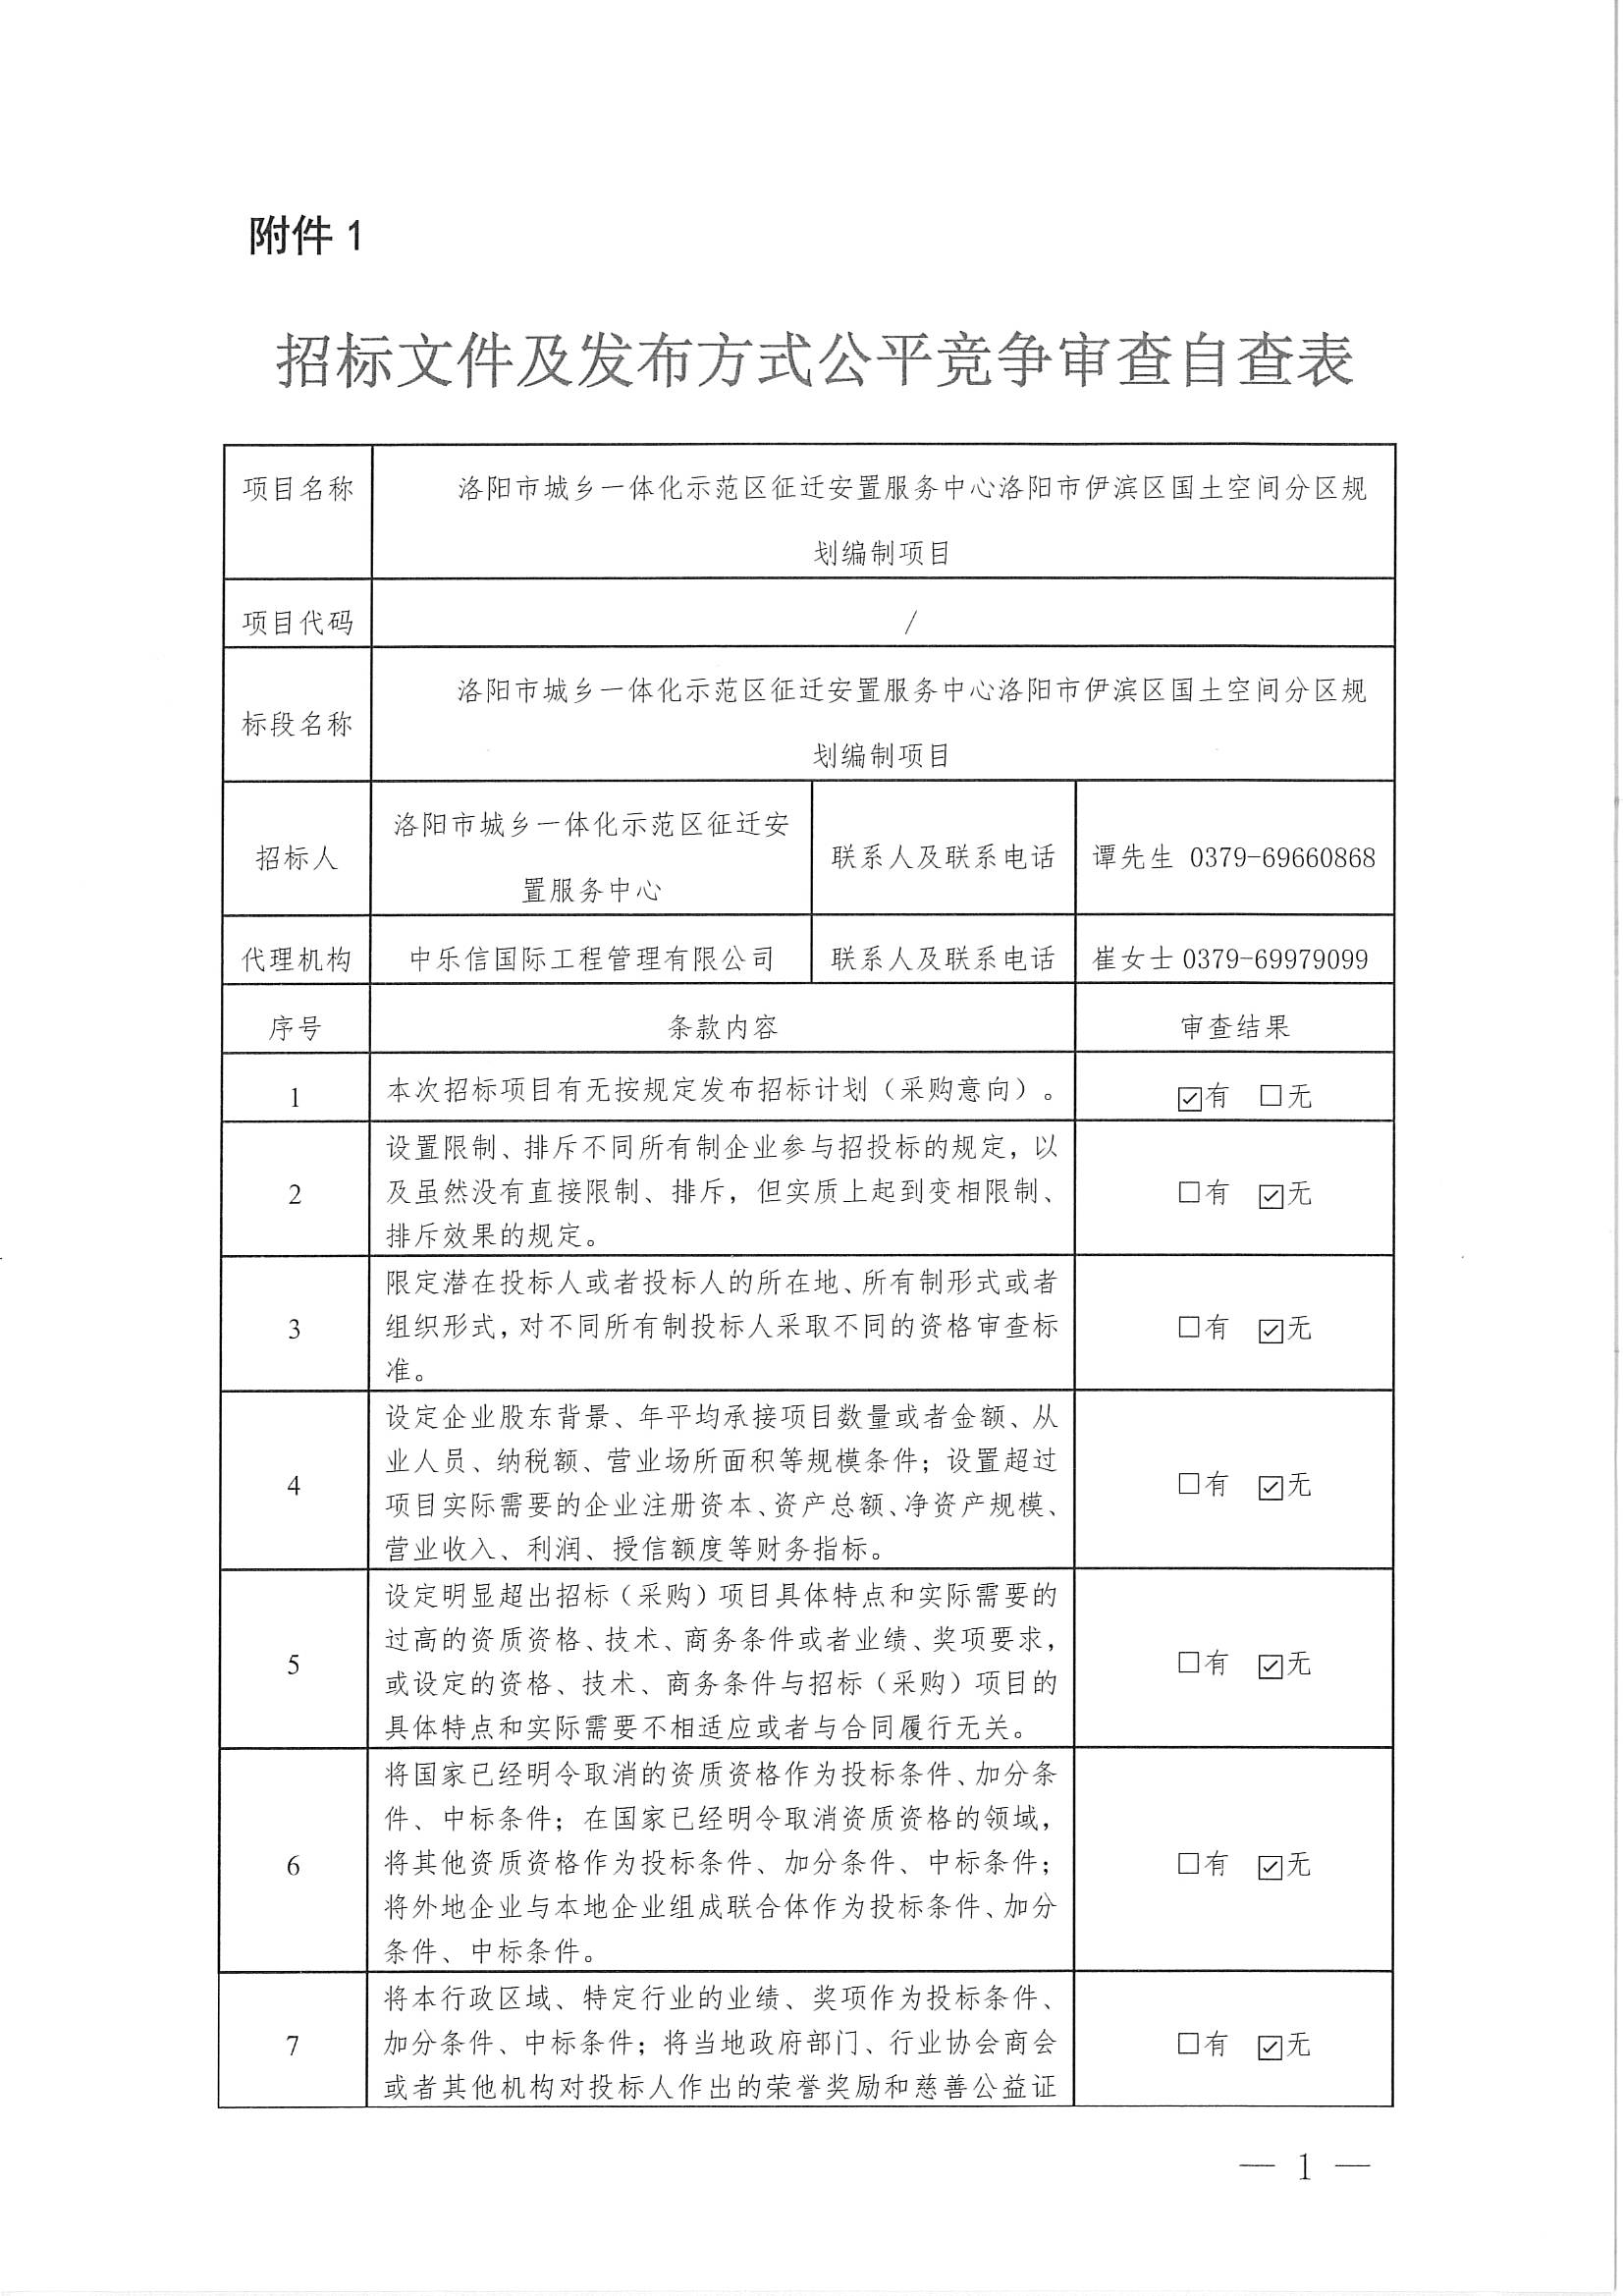 附件 1
招标文件及发布方式公平竞争审查自查表
项目名称
洛阳市城乡一体化示范区征迁安置服务中心洛阳市伊滨区国土空间分区规
划编制项目
项目代码
/
标段名称
洛阳市城乡一体化示范区征迁安置服务中心洛阳市伊滨区国土空间分区规
划编制项目
招标人
洛阳市城乡一体化示范区征迁安
置服务中心
联系人及联系电话
谭先生 0379-69660868
代理机构
中乐信国际工程管理有限公司
联系人及联系电话
崔女士 0379-69979099
序号
条款内容
审查结果
1
本次招标项目有无按规定发布招标计划（采购意向）。
☑有 □无
2
设置限制、排斥不同所有制企业参与招投标的规定，以
及虽然没有直接限制、排斥，但实质上起到变相限制、
排斥效果的规定。
□有 ☑无
3
限定潜在投标人或者投标人的所在地、所有制形式或者
组织形式，对不同所有制投标人采取不同的资格审查标
准。
□有 ☑无
4
设定企业股东背景、年平均承接项目数量或者金额、从
业人员、纳税额、营业场所面积等规模条件；设置超过
项目实际需要的企业注册资本、资产总额、净资产规模、
营业收入、利润、授信额度等财务指标。
□有 ☑无
5
设定明显超出招标（采购）项目具体特点和实际需要的
过高的资质资格、技术、商务条件或者业绩、奖项要求，
或设定的资格、技术、商务条件与招标（采购）项目的
具体特点和实际需要不相适应或者与合同履行无关。
□有 ☑无
6
将国家已经明令取消的资质资格作为投标条件、加分条
件、中标条件；在国家已经明令取消资质资格的领域，
将其他资质资格作为投标条件、加分条件、中标条件；
将外地企业与本地企业组成联合体作为投标条件、加分
条件、中标条件。
□有 ☑无
7
将本行政区域、特定行业的业绩、奖项作为投标条件、
加分条件、中标条件；将当地政府部门、行业协会商会
或者其他机构对投标人作出的荣誉奖励和慈善公益证
□有 ☑无
— 1 —